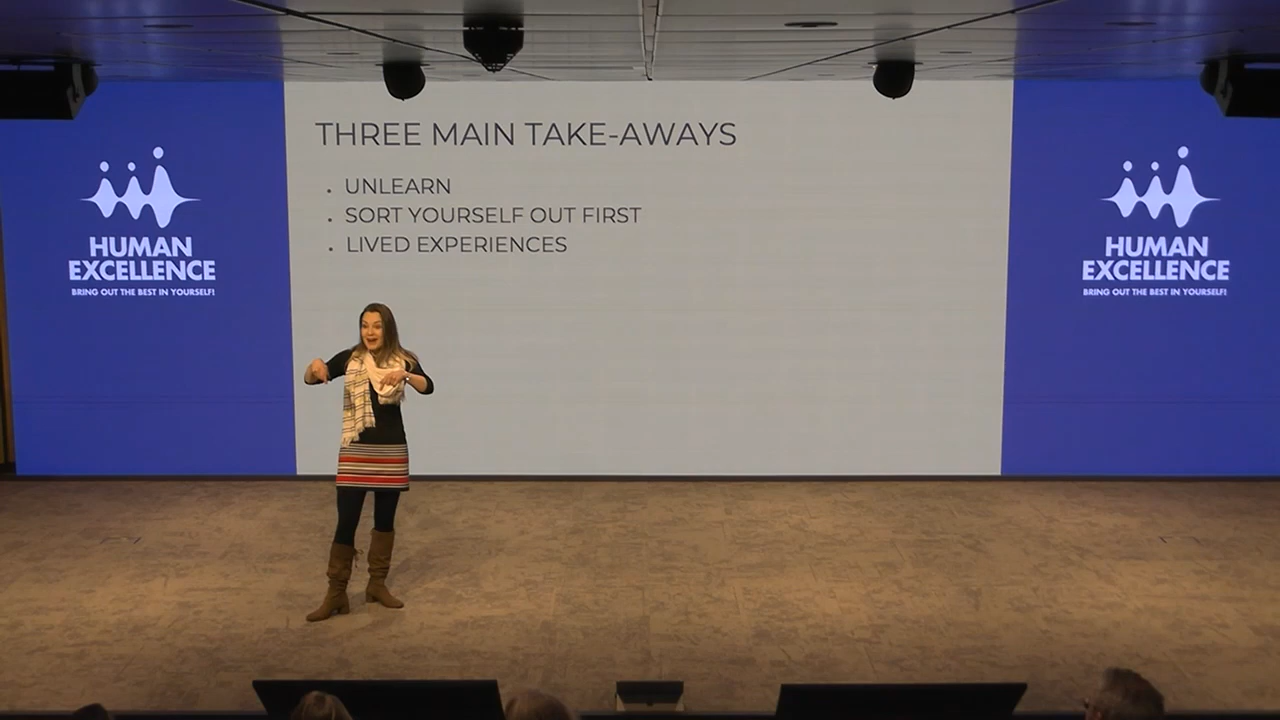 THREE MAIN TAKE-AWAYS
• UNLEARN
• SORT YOURSELF OUT FIRST
• LIVED EXPERIENCES
HUMAN
EXCELLENCE
BRING OUT THE BEST IN YOURSELF!
HUMAN
EXCELLENCE
BRING OUT THE BEST IN YOURSELF!